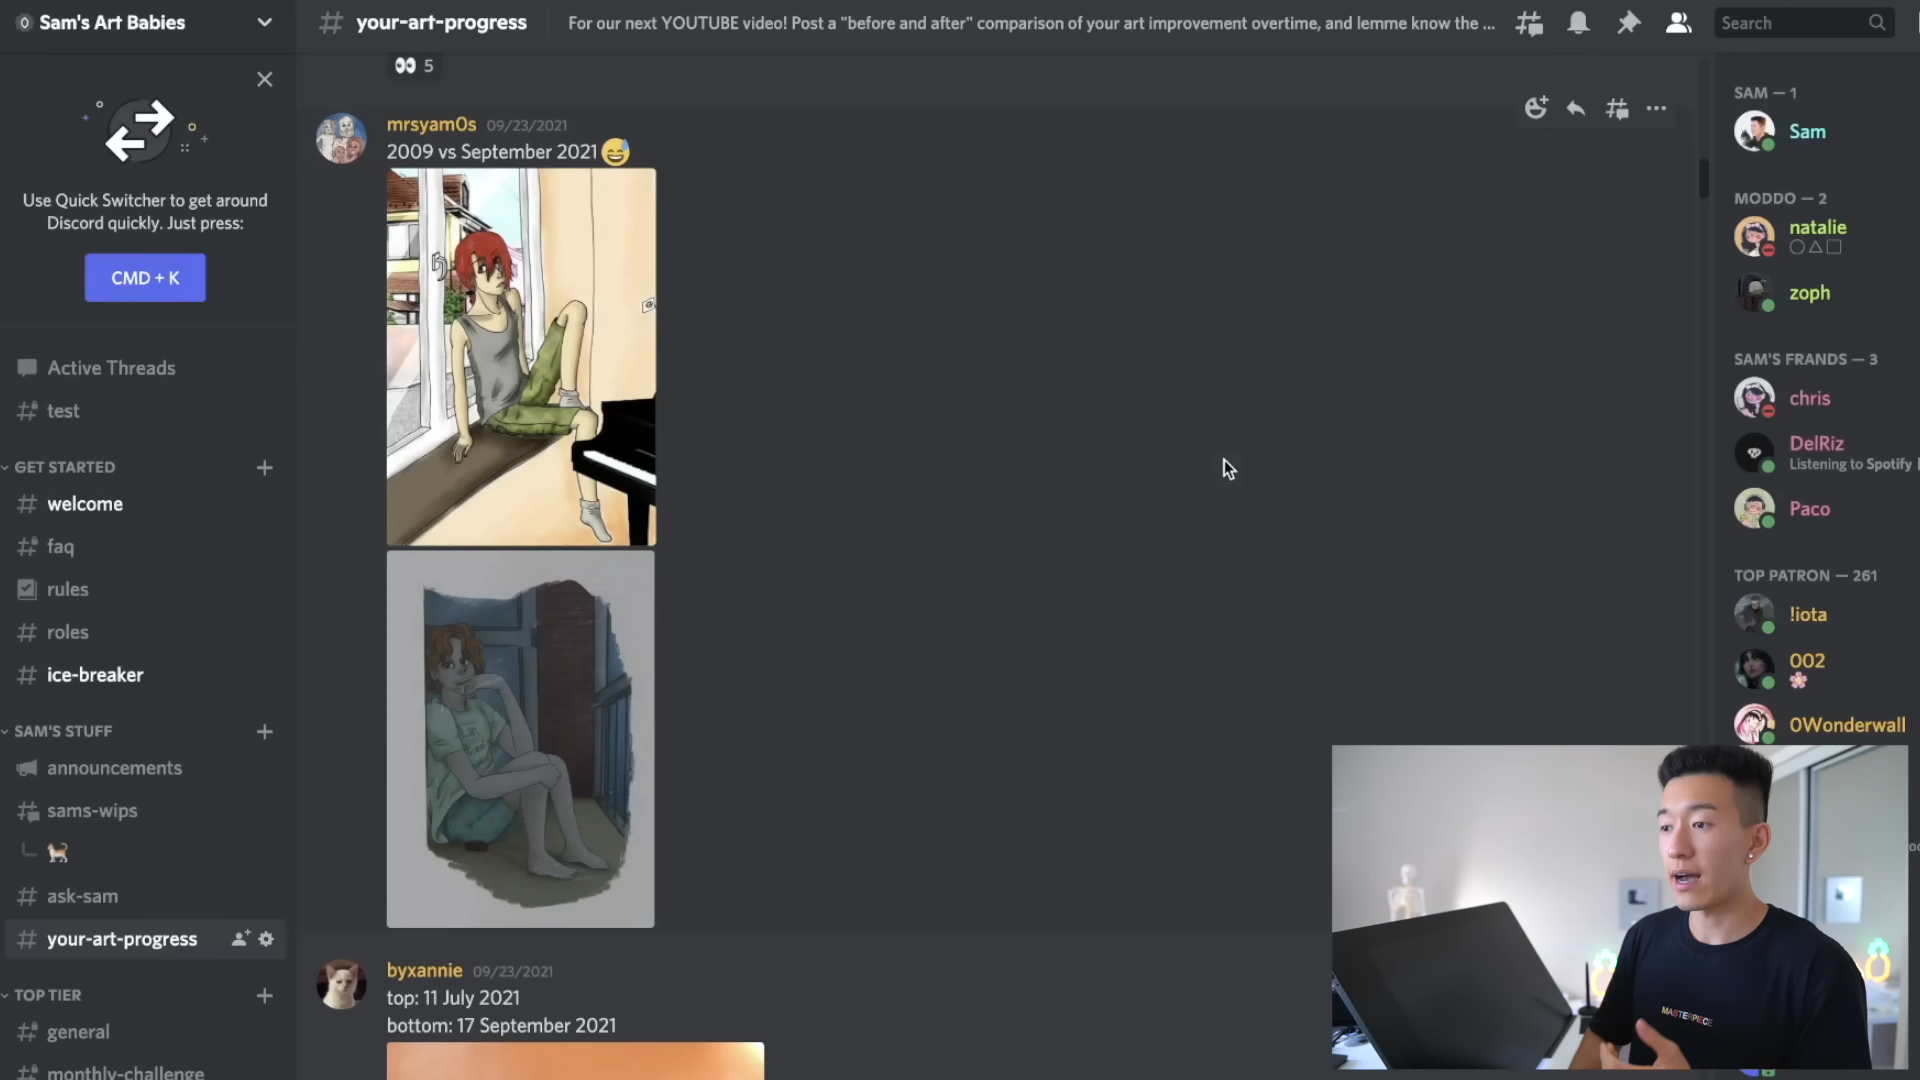 Sam's Art Babies
your-art-progress
For our next YOUTUBE video! Post a "before and after" comparison of your art improvement overtime, and lemme know the ...
Search
5
Use Quick Switcher to get around
Discord quickly. Just press:
CMD + K
Active Threads
test
GET STARTED
welcome
faq
rules
roles
ice-breaker
SAM'S STUFF
announcements
sams-wips
ask-sam
your-art-progress
TOP TIER
general
monthly-challenge
mrsyam0s 09/23/2021
2009 vs September 2021
byxannie 09/23/2021
top: 11 July 2021
bottom: 17 September 2021
SAM — 1
Sam
MODDO — 2
natalie
zoph
SAM'S FRANDS — 3
chris
DelRiz
Listening to Spotify
Paco
TOP PATRON — 261
!iota
002
0Wonderwall
MASTERPIECE